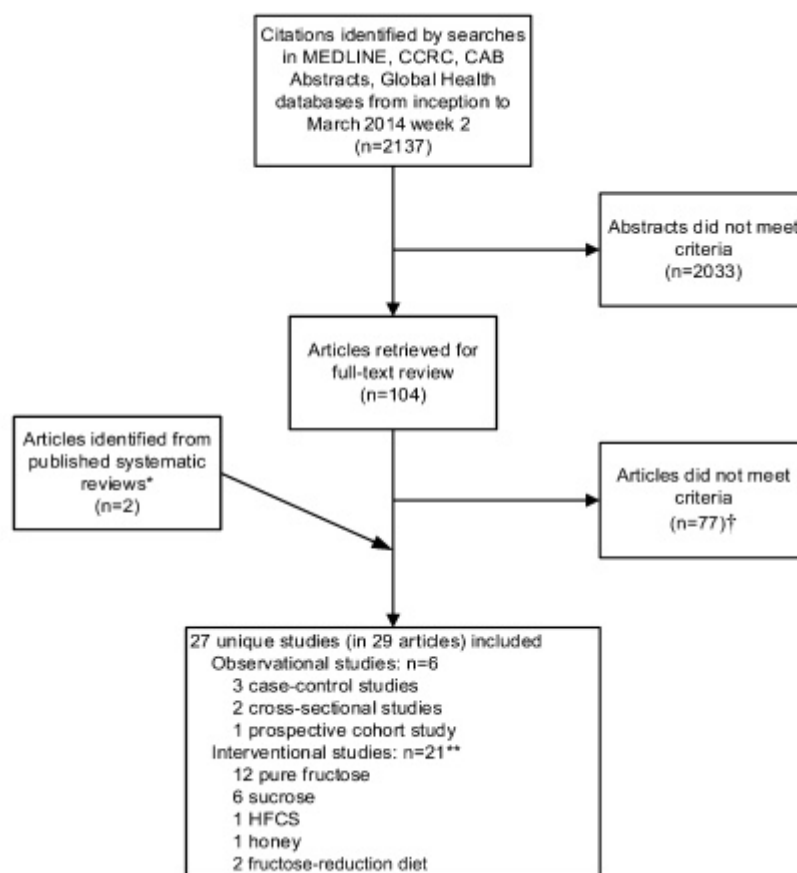 Citations identified by searches
in MEDLINE, CCRC, CAB
Abstracts, Global Health
databases from inception to
March 2014 week 2
(n=2137)
Abstracts did not meet
criteria
(n=2033)
Articles retrieved for
full-text review
(n=104)
Articles identified from
published systematic
reviews*
(n=2)
Articles did not meet
criteria
(n=77)†
27 unique studies (in 29 articles) included
Observational studies: n=6
3 case-control studies
2 cross-sectional studies
1 prospective cohort study
Interventional studies: n=21**
12 pure fructose
6 sucrose
1 HFCS
1 honey
2 fructose-reduction diet